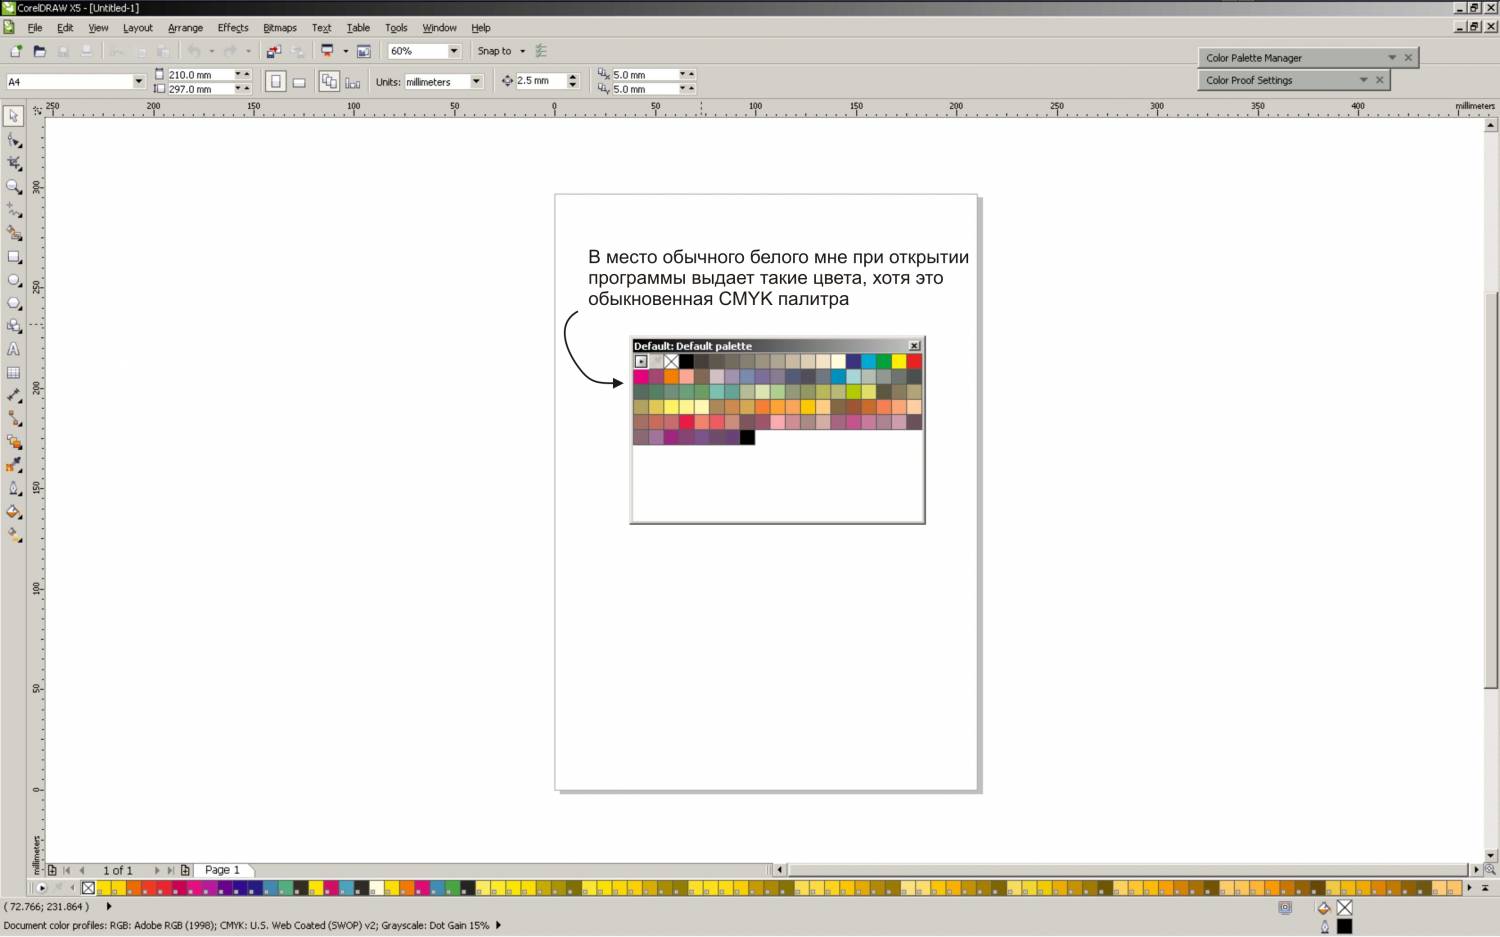 CorelDRAW X5 - [Untitled-1]
File Edit View Layout Arrange Effects Bitmaps Text Table Tools Window Help
60% Snap to
Color Palette Manager
Color Proof Settings
A4 210.0 mm 297.0 mm Units: millimeters 2.5 mm 5.0 mm 5.0 mm
250 200 150 100 50 0 50 100 150 200 250 300 350 400 millimeters
300
250
200
150
100
50
0
millimeters
В место обычного белого мне при открытии
программы выдает такие цвета, хотя это
обыкновенная CMYK палитра
Default: Default palette
1 of 1 Page 1
( 72.766; 231.864 )
Document color profiles: RGB: Adobe RGB (1998); CMYK: U.S. Web Coated (SWOP) v2; Grayscale: Dot Gain 15%